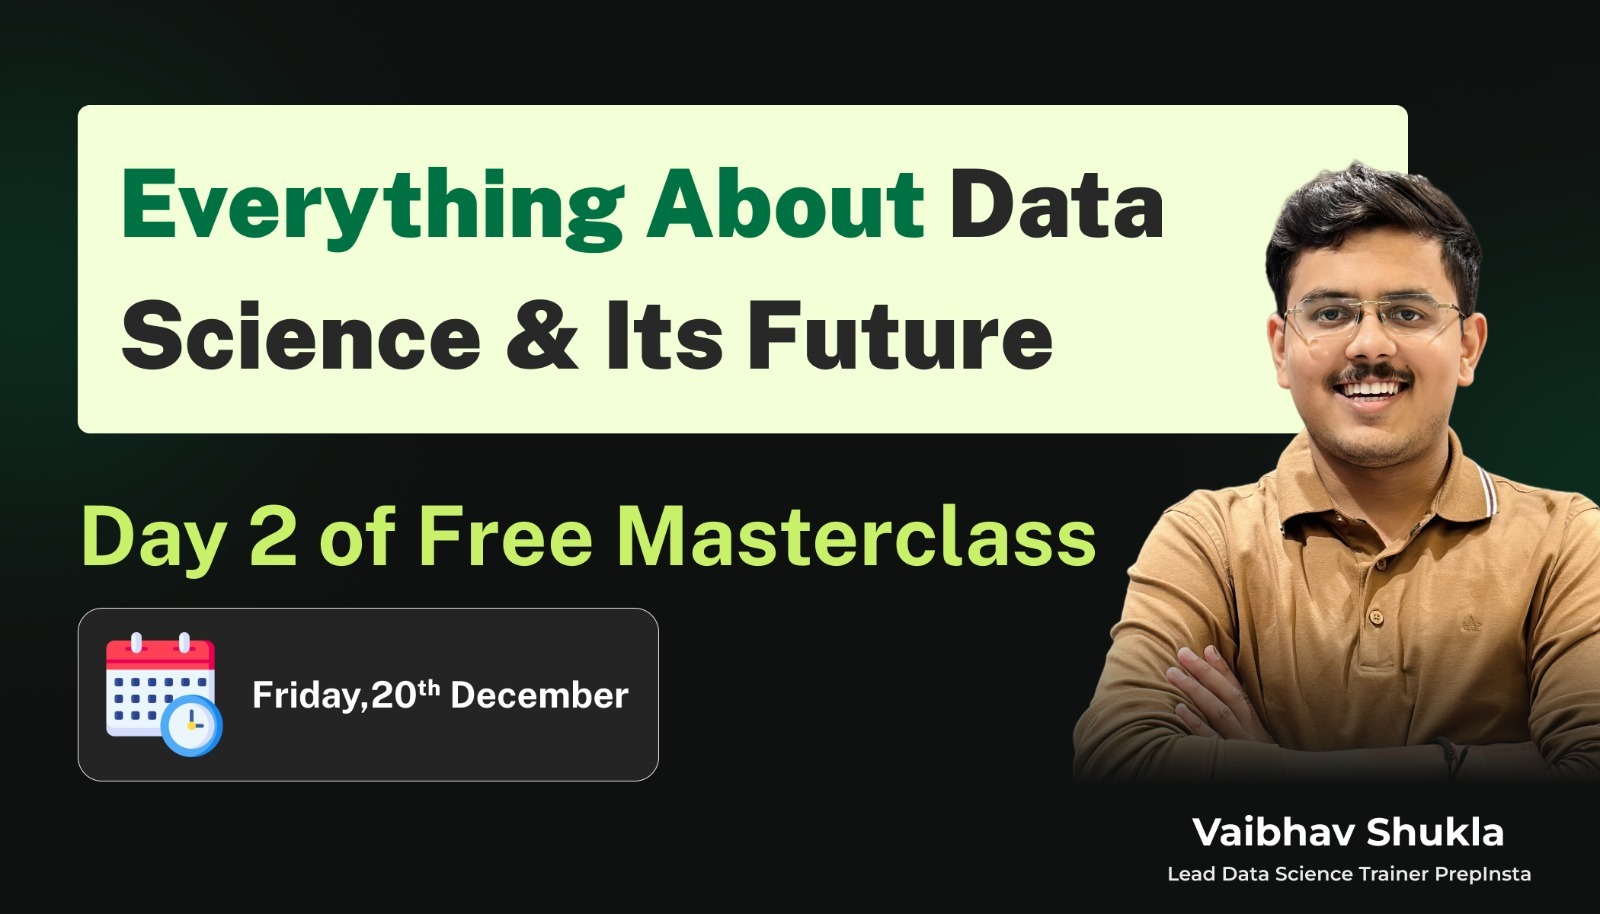 Everything About Data
Science & Its Future
Day 2 of Free Masterclass
Friday,20th December
Vaibhav Shukla
Lead Data Science Trainer PrepInsta